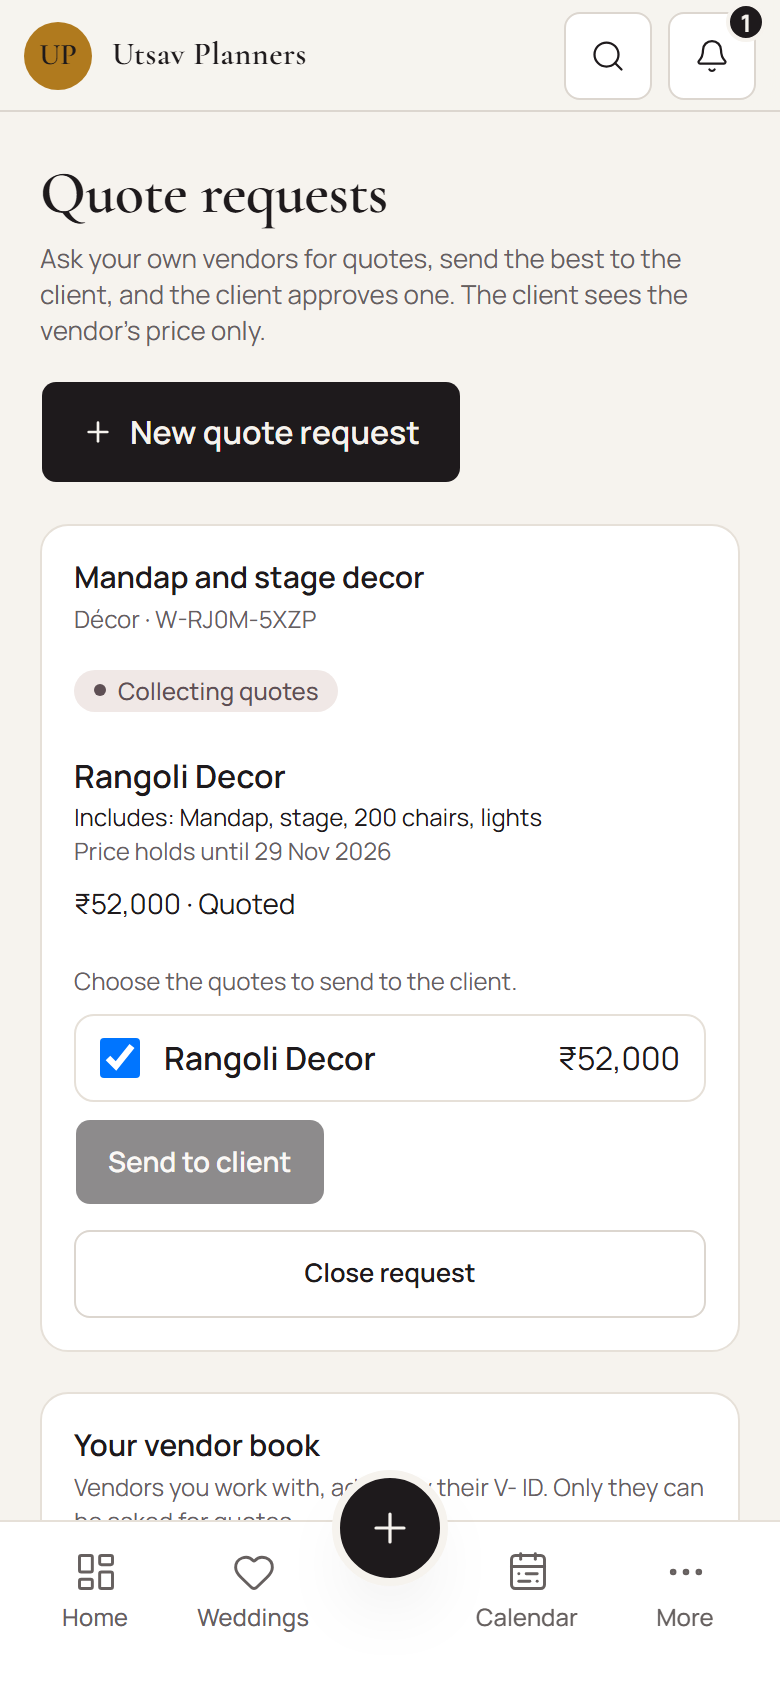 UP Utsav Planners
1
Quote requests
Ask your own vendors for quotes, send the best to the
client, and the client approves one. The client sees the
vendor's price only.
+ New quote request
Mandap and stage decor
Décor · W-RJ0M-5XZP
Collecting quotes
Rangoli Decor
Includes: Mandap, stage, 200 chairs, lights
Price holds until 29 Nov 2026
₹52,000 · Quoted
Choose the quotes to send to the client.
Rangoli Decor ₹52,000
Send to client
Close request
Your vendor book
Vendors you work with, their V- ID. Only they can
be asked for quotes.
Home Weddings Calendar More